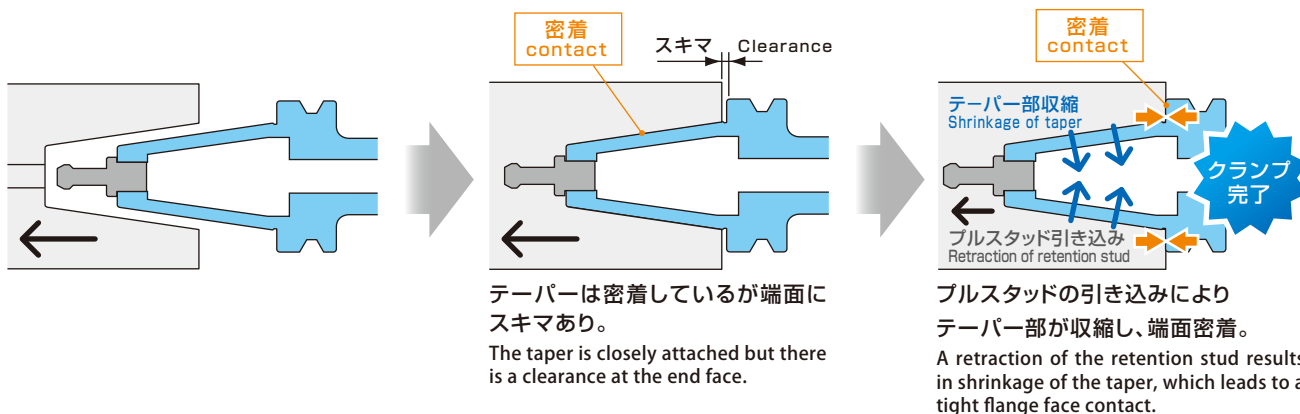 密着
contact
スキマ Clearance
テーパーは密着しているが端面に
スキマあり。
The taper is closely attached but there
is a clearance at the end face.
密着
contact
テーパー部収縮
Shrinkage of taper
クランプ
完了
プルスタッド引き込み
Retraction of retention stud
プルスタッドの引き込みにより
テーパー部が収縮し、端面密着。
A retraction of the retention stud results
in shrinkage of the taper, which leads to a
tight flange face contact.